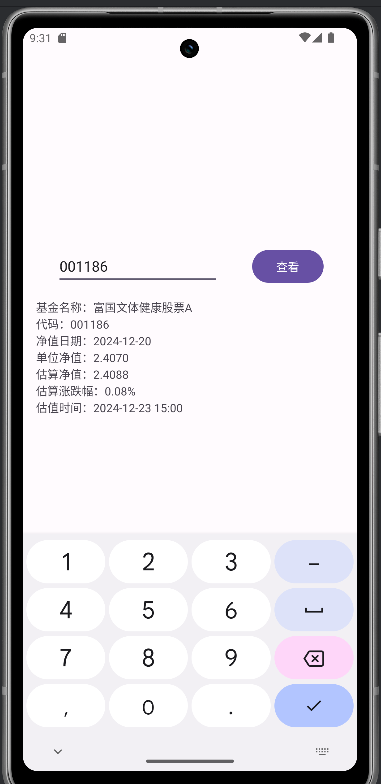 9:31
001186
查看
基金名称：富国文体健康股票A
代码：001186
净值日期：2024-12-20
单位净值：2.4070
估算净值：2.4088
估算涨跌幅：0.08%
估值时间：2024-12-23 15:00
1 2 3 –
4 5 6
7 8 9
, 0 .